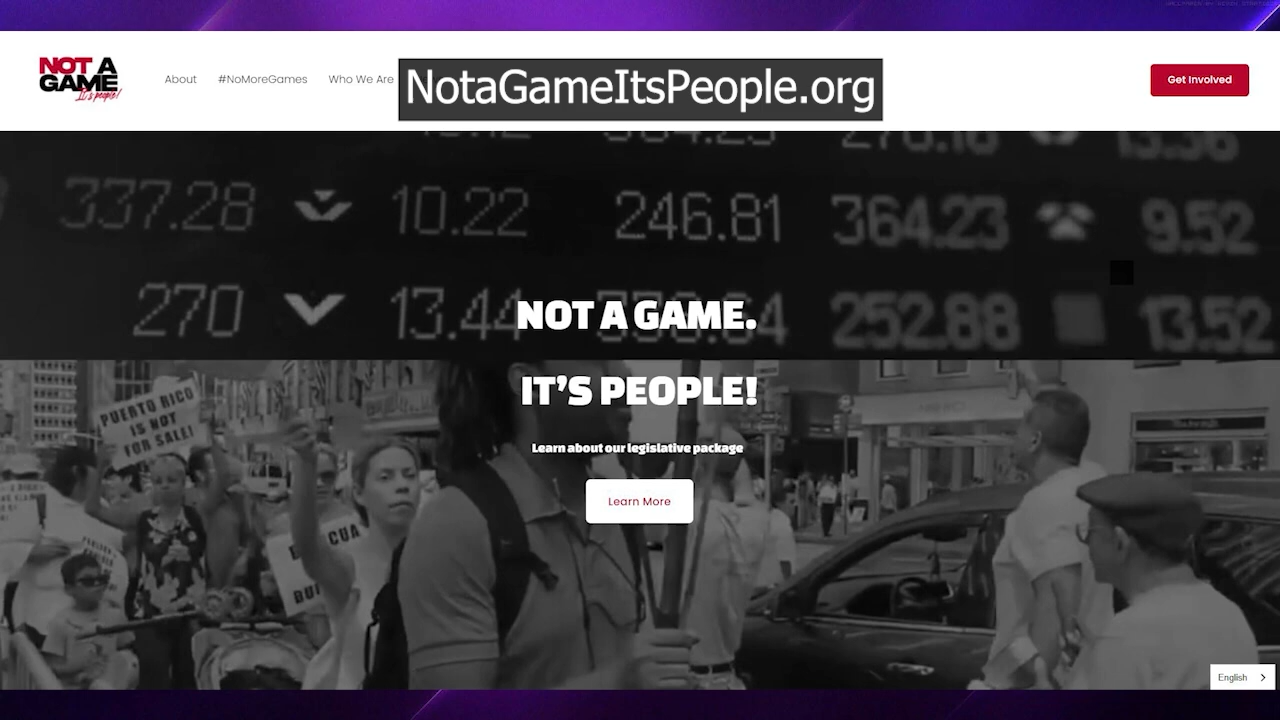 NOT A
GAME
It's people!
About
#NoMoreGames
Who We Are
NotaGameItsPeople.org
Get Involved
337.28
10.22
246.81
364.23
9.52
270
13.44
252.88
13.52
NOT A GAME.
IT'S PEOPLE!
Learn about our legislative package
Learn More
PUERTO RICO
IS NOT
FOR SALE!
English